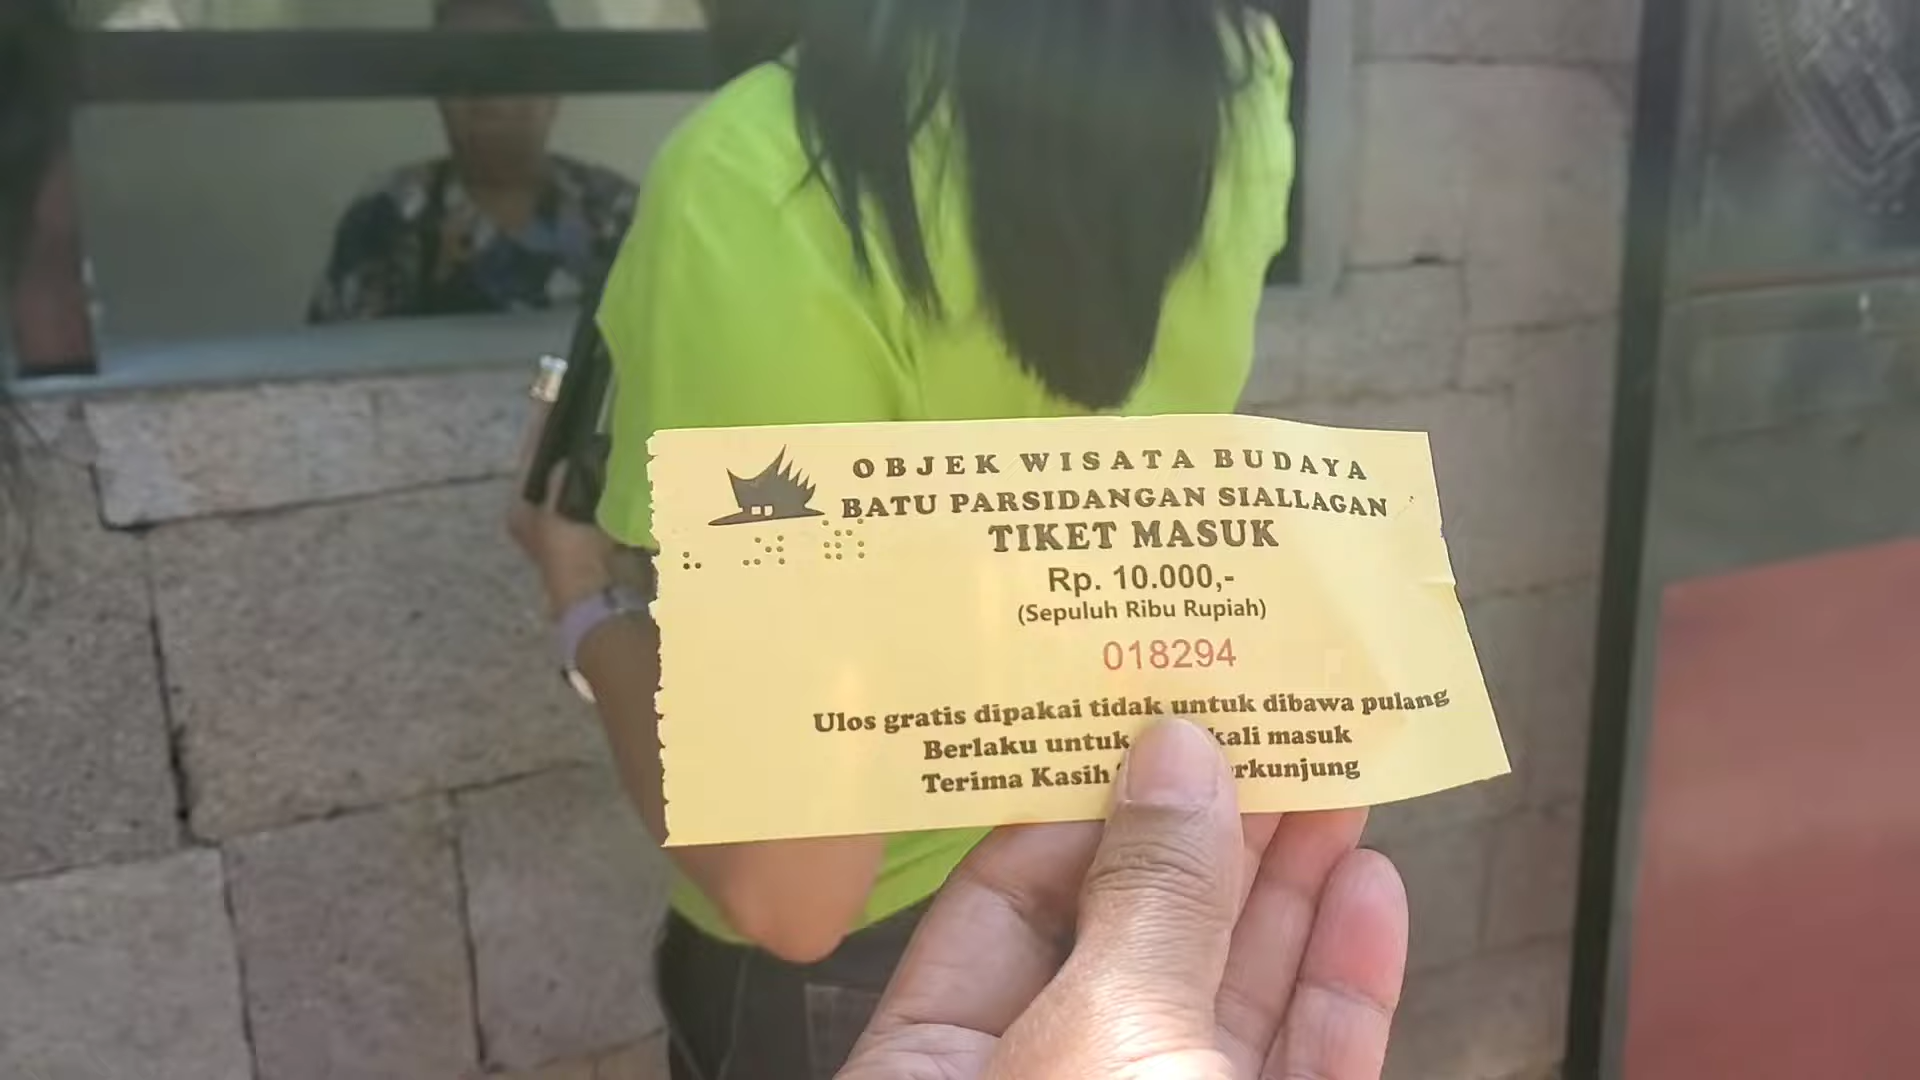 OBJEK WISATA BUDAYA
BATU PARSIDANGAN SIALLAGAN
TIKET MASUK
Rp. 10.000,-
(Sepuluh Ribu Rupiah)
018294
Ulos gratis dipakai tidak untuk dibawa pulang
Berlaku untuk kali masuk
Terima Kasih